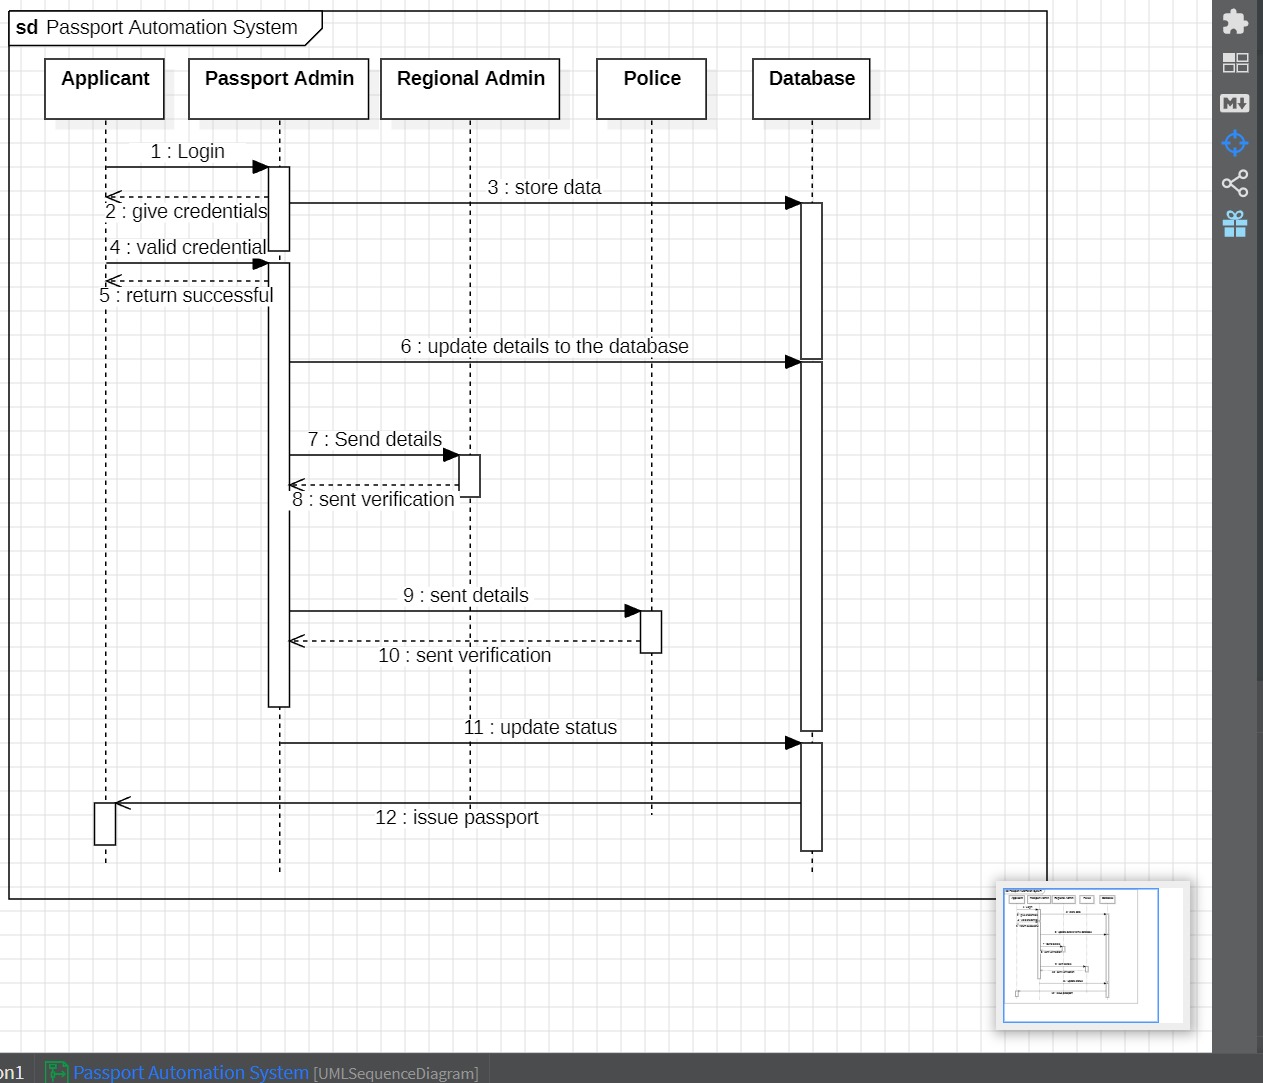 sd Passport Automation System
Applicant
Passport Admin
Regional Admin
Police
Database
1 : Login
3 : store data
2 : give credentials
4 : valid credential
5 : return successful
6 : update details to the database
7 : Send details
8 : sent verification
9 : sent details
10 : sent verification
11 : update status
12 : issue passport
M
on1
Passport Automation System [UMLSequenceDiagram]